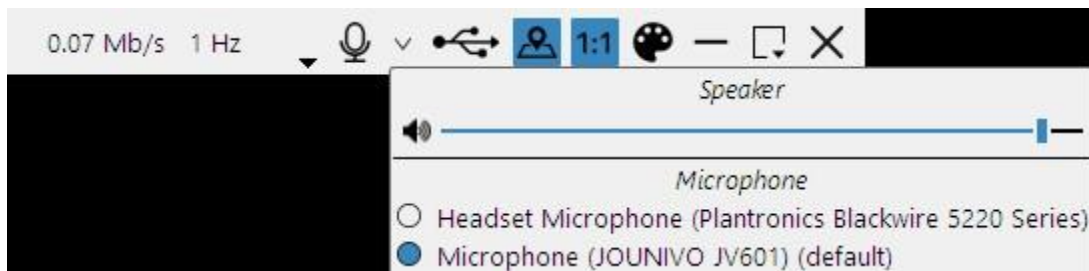 0.07 Mb/s 1 Hz 1:1
Speaker
Microphone
Headset Microphone (Plantronics Blackwire 5220 Series)
Microphone (JOUNIVO JV601) (default)